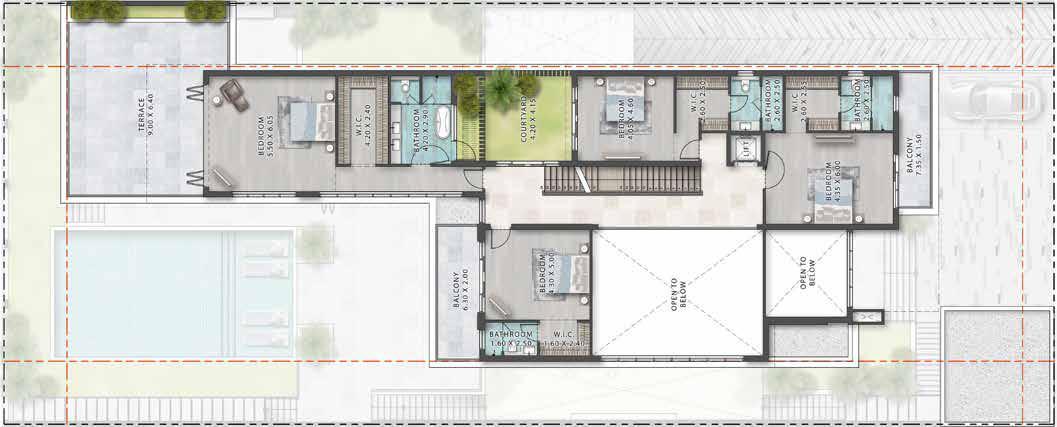 TERRACE
9.00 X 6.40
BEDROOM
5.50 X 6.05
W.I.C.
4.20 X 2.40
BATHROOM
4.20 X 2.90
COURTYARD
4.20 X 4.15
BEDROOM
4.05 X 4.60
W.I.C.
2.60 X 2.50
BATHROOM
2.60 X 2.50
W.I.C.
2.60 X 2.55
BATHROOM
2.60 X 2.50
LIFT
BEDROOM
4.35 X 6.00
BALCONY
7.35 X 1.50
BALCONY
6.30 X 2.00
BEDROOM
4.30 X 5.00
BATHROOM
1.60 X 2.50
W.I.C.
1.60 X 2.40
OPEN TO
BELOW
OPEN TO
BELOW